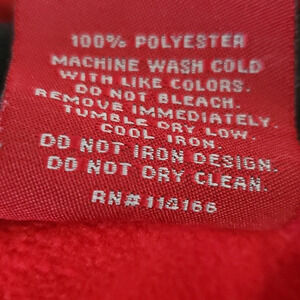 100% POLYESTER
MACHINE WASH COLD
WITH LIKE COLORS.
DO NOT BLEACH.
REMOVE IMMEDIATELY.
TUMBLE DRY LOW.
COOL IRON.
DO NOT IRON DESIGN.
DO NOT DRY CLEAN.
RN#114166